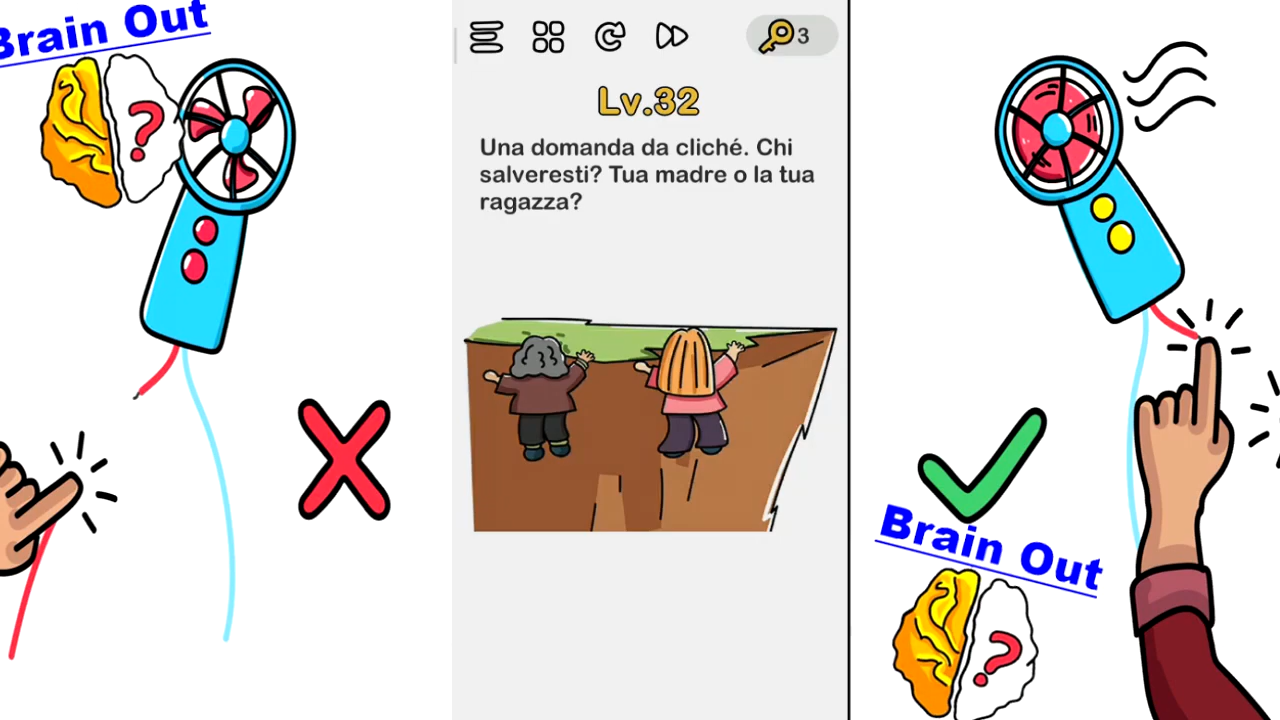 Brain Out
?
3
Lv.32
Una domanda da cliché. Chi
salveresti? Tua madre o la tua
ragazza?
Brain Out
?